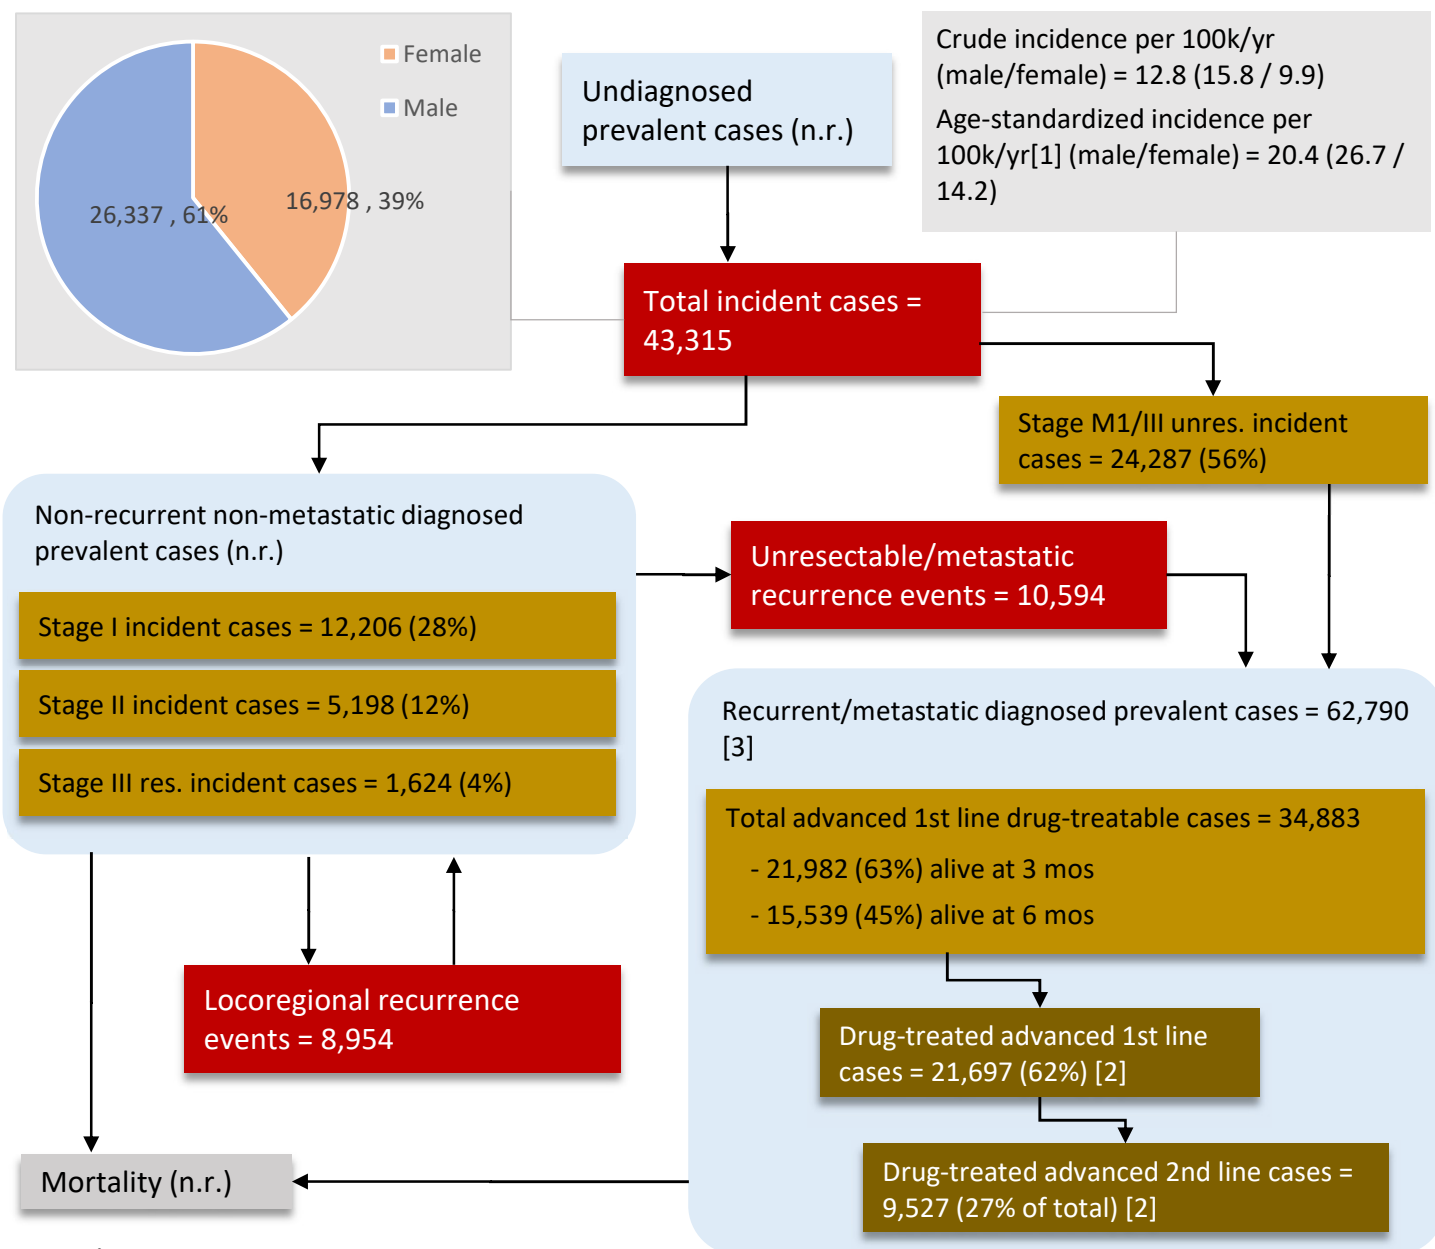 Female
Male
26,337 , 61%
16,978 , 39%
Undiagnosed
prevalent cases (n.r.)
Crude incidence per 100k/yr
(male/female) = 12.8 (15.8 / 9.9)
Age-standardized incidence per
100k/yr[1] (male/female) = 20.4 (26.7 /
14.2)
Total incident cases =
43,315
Stage M1/III unres. incident
cases = 24,287 (56%)
Non-recurrent non-metastatic diagnosed
prevalent cases (n.r.)
Stage I incident cases = 12,206 (28%)
Stage II incident cases = 5,198 (12%)
Stage III res. incident cases = 1,624 (4%)
Unresectable/metastatic
recurrence events = 10,594
Recurrent/metastatic diagnosed prevalent cases = 62,790
[3]
Total advanced 1st line drug-treatable cases = 34,883
- 21,982 (63%) alive at 3 mos
- 15,539 (45%) alive at 6 mos
Locoregional recurrence
events = 8,954
Drug-treated advanced 1st line
cases = 21,697 (62%) [2]
Drug-treated advanced 2nd line cases =
9,527 (27% of total) [2]
Mortality (n.r.)